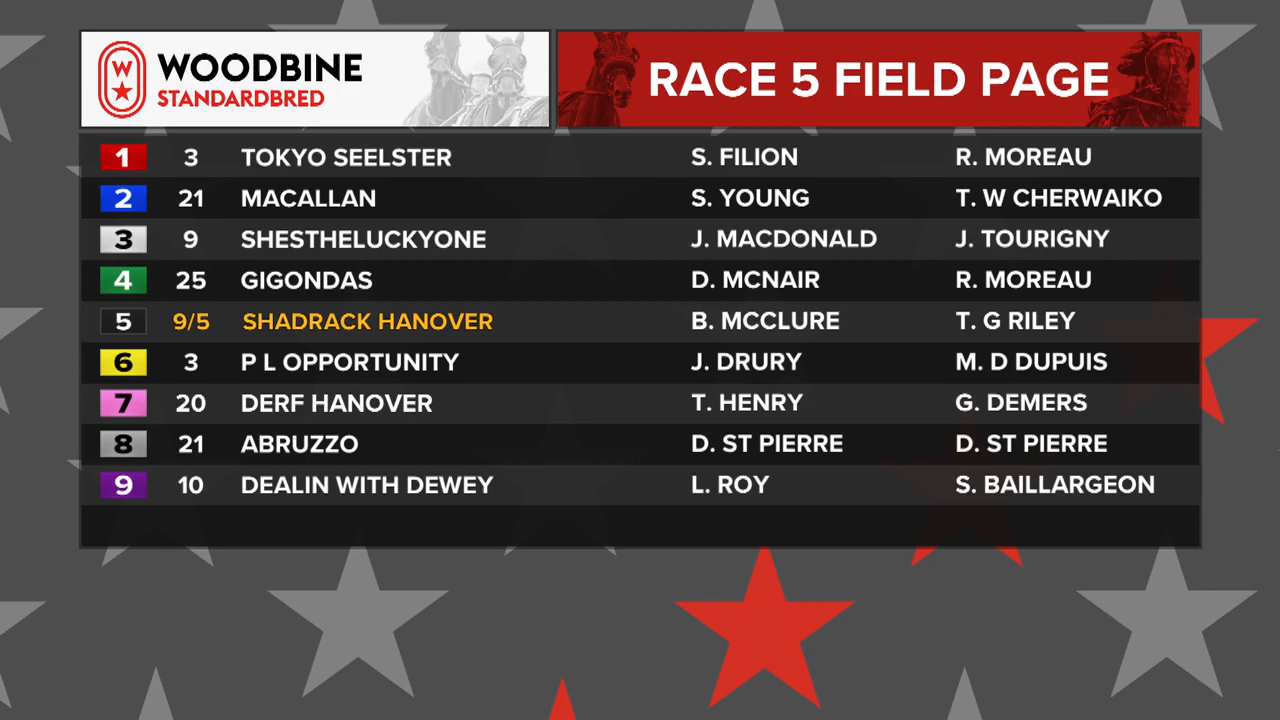 W
WOODBINE
STANDARDBRED
RACE 5 FIELD PAGE
1 3 TOKYO SEELSTER S. FILION R. MOREAU
2 21 MACALLAN S. YOUNG T. W CHERWAIKO
3 9 SHESTHELUCKYONE J. MACDONALD J. TOURIGNY
4 25 GIGONDAS D. MCNAIR R. MOREAU
5 9/5 SHADRACK HANOVER B. MCCLURE T. G RILEY
6 3 P L OPPORTUNITY J. DRURY M. D DUPUIS
7 20 DERF HANOVER T. HENRY G. DEMERS
8 21 ABRUZZO D. ST PIERRE D. ST PIERRE
9 10 DEALIN WITH DEWEY L. ROY S. BAILLARGEON